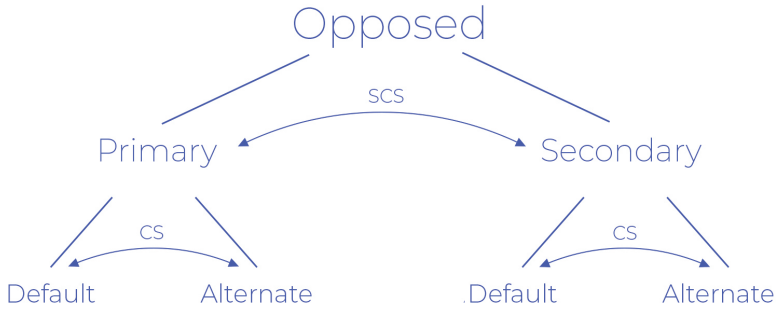 Opposed
SCS
Primary
Secondary
CS
CS
Default
Alternate
.Default
Alternate